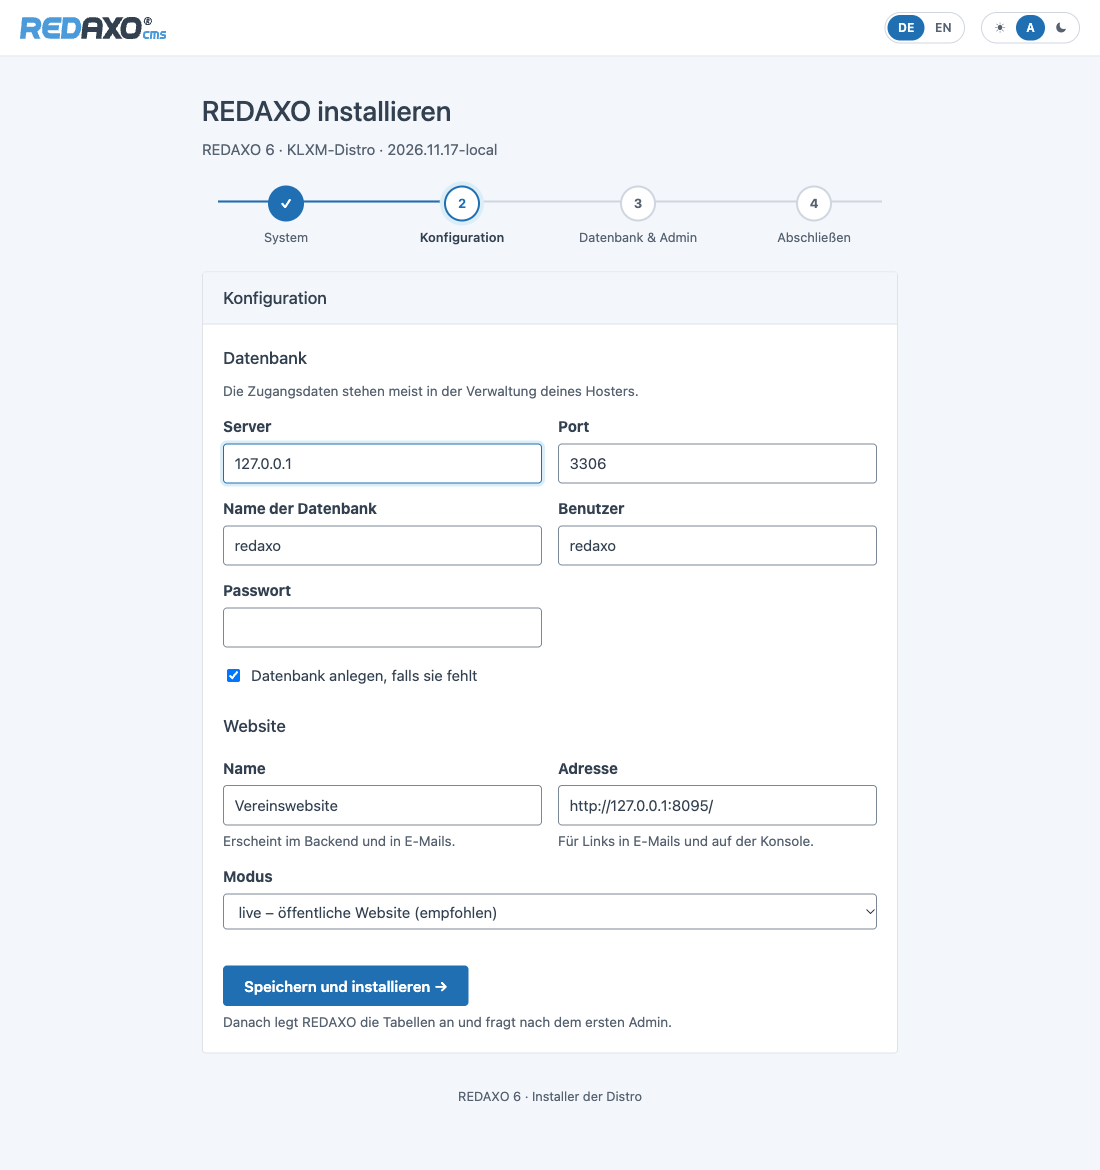 REDAXO® cms
DE EN
A
REDAXO installieren
REDAXO 6 · KLXM-Distro · 2026.11.17-local
2 3 4
System Konfiguration Datenbank & Admin Abschließen
Konfiguration
Datenbank
Die Zugangsdaten stehen meist in der Verwaltung deines Hosters.
Server Port
127.0.0.1 3306
Name der Datenbank Benutzer
redaxo redaxo
Passwort
Datenbank anlegen, falls sie fehlt
Website
Name Adresse
Vereinswebsite http://127.0.0.1:8095/
Erscheint im Backend und in E-Mails. Für Links in E-Mails und auf der Konsole.
Modus
live – öffentliche Website (empfohlen)
Speichern und installieren →
Danach legt REDAXO die Tabellen an und fragt nach dem ersten Admin.
REDAXO 6 · Installer der Distro